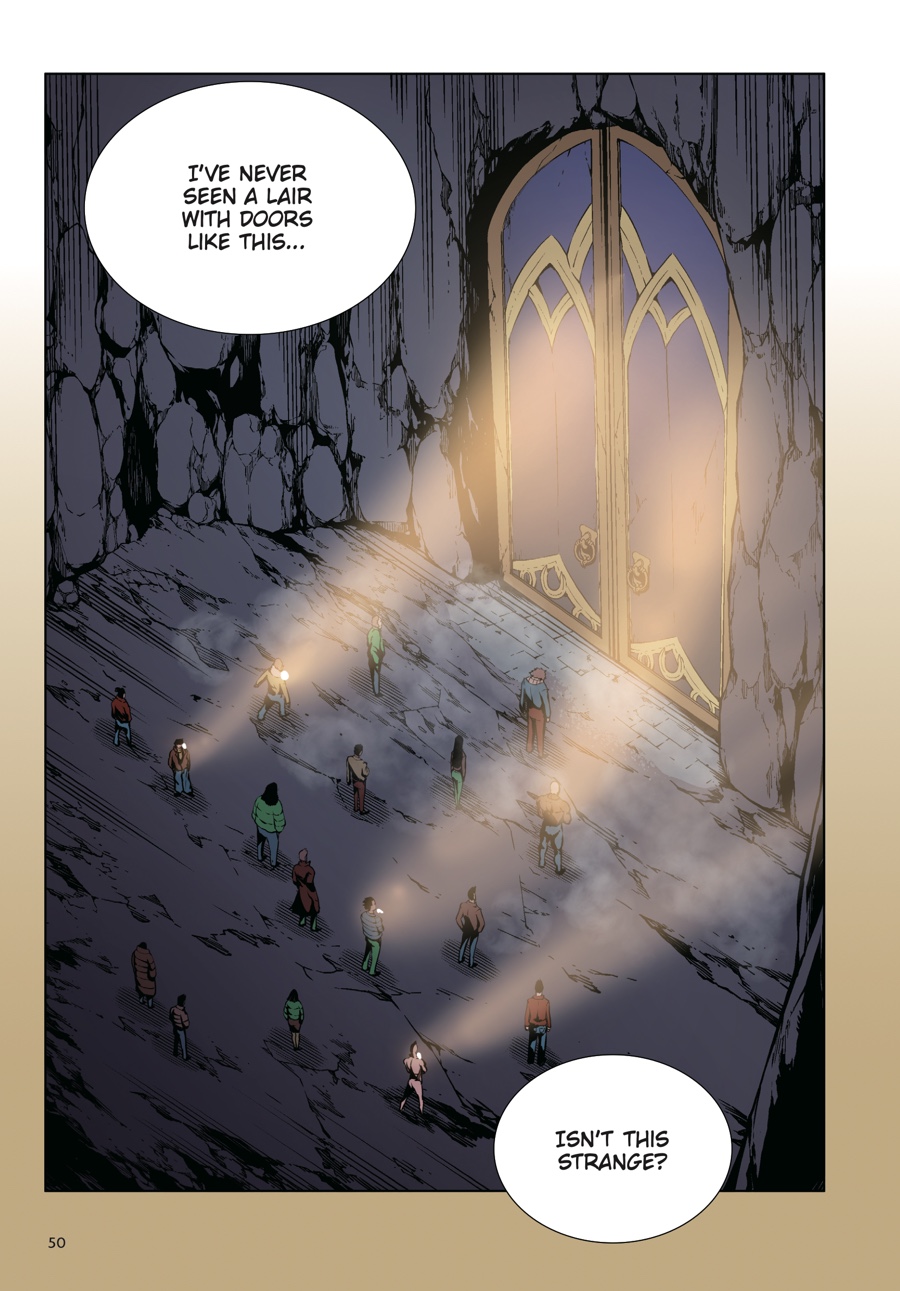 I'VE NEVER
SEEN A LAIR
WITH DOORS
LIKE THIS...
ISN'T THIS
STRANGE?
50